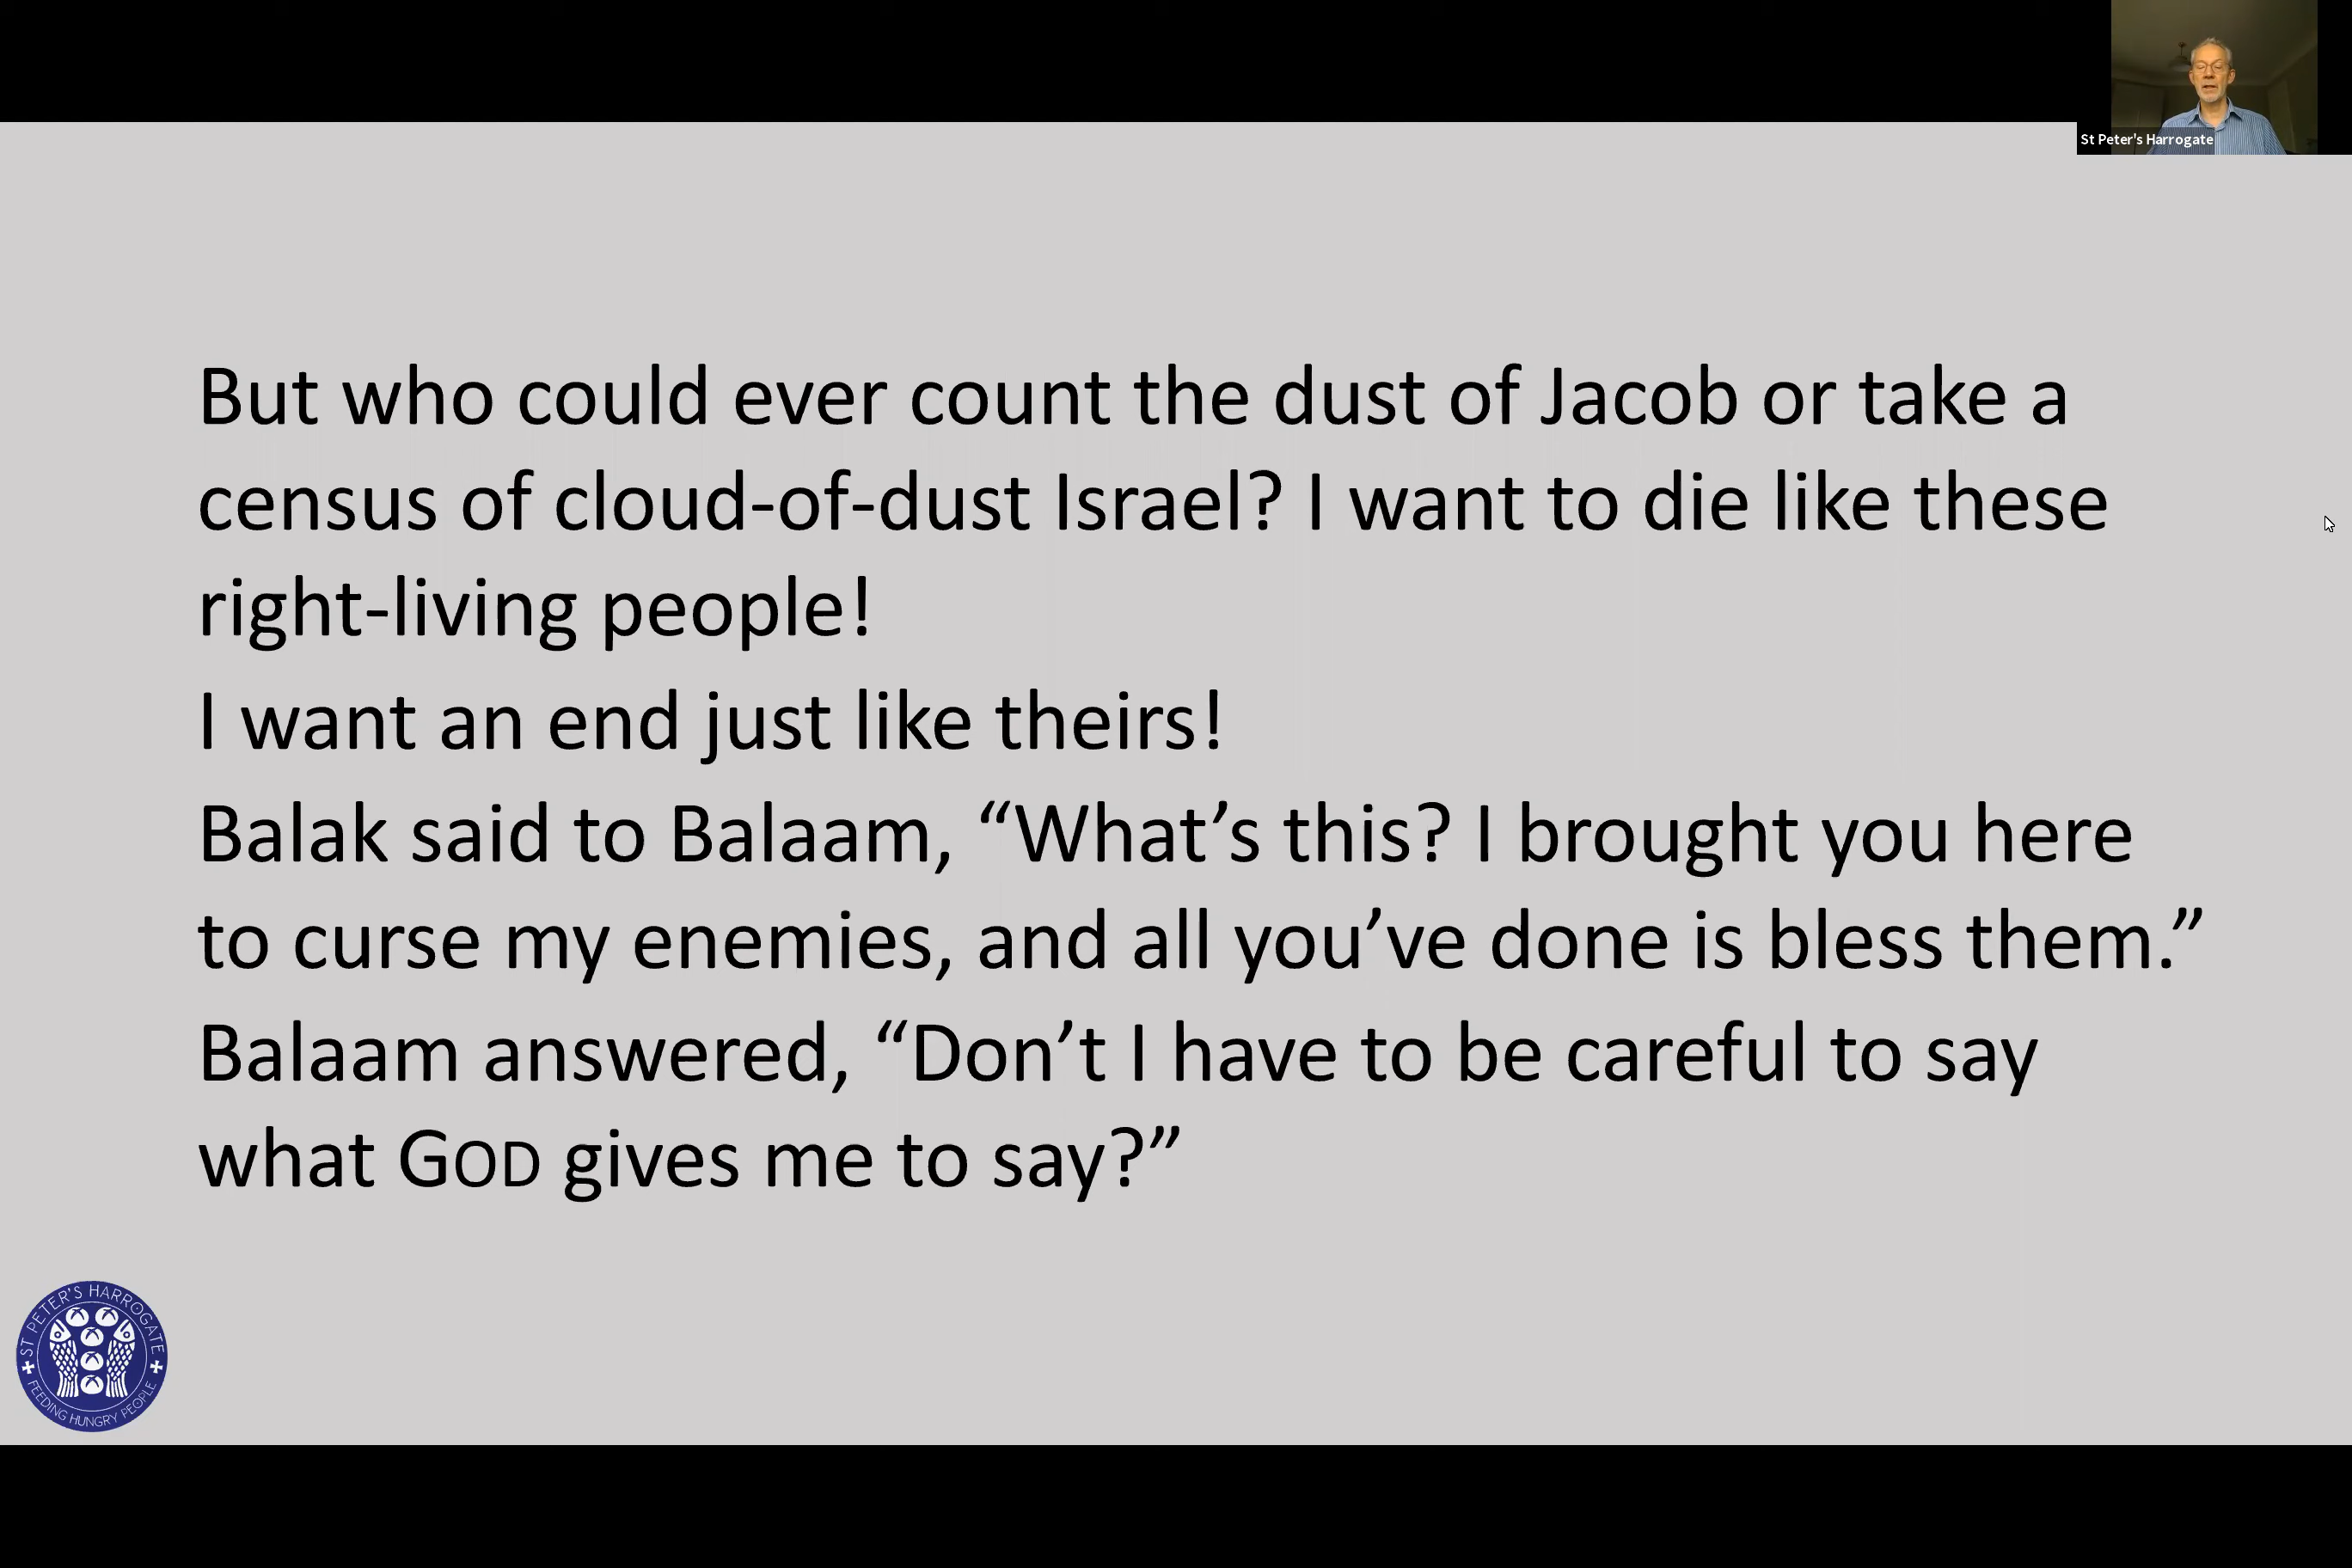 St Peter's Harrogate
But who could ever count the dust of Jacob or take a
census of cloud-of-dust Israel? I want to die like these
right-living people!
I want an end just like theirs!
Balak said to Balaam, “What’s this? I brought you here
to curse my enemies, and all you’ve done is bless them.”
Balaam answered, “Don’t I have to be careful to say
what GOD gives me to say?”
ST PETER'S HARROGATE
FEEDING HUNGRY PEOPLE